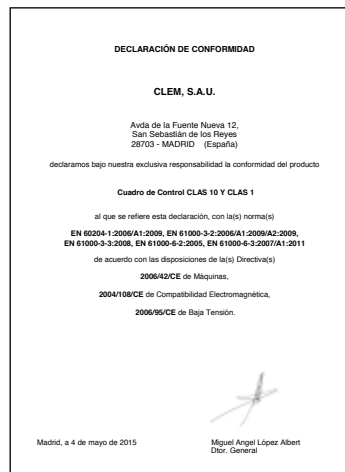 DECLARACIÓN DE CONFORMIDAD
CLEM, S.A.U.
Avda de la Fuente Nueva 12,
San Sebastián de los Reyes
28703 - MADRID (España)
declaramos bajo nuestra exclusiva responsabilidad la conformidad del producto
Cuadro de Control CLAS 10 Y CLAS 1
al que se refiere esta declaración, con la(s) norma(s)
EN 60204-1:2006/A1:2009, EN 61000-3-2:2006/A1:2009/A2:2009,
EN 61000-3-3:2008, EN 61000-6-2:2005, EN 61000-6-3:2007/A1:2011
de acuerdo con las disposiciones de la(s) Directiva(s)
2006/42/CE de Máquinas,
2004/108/CE de Compatibilidad Electromagnética,
2006/95/CE de Baja Tensión.
Madrid, a 4 de mayo de 2015
Miguel Angel López Albert
Dtor. General